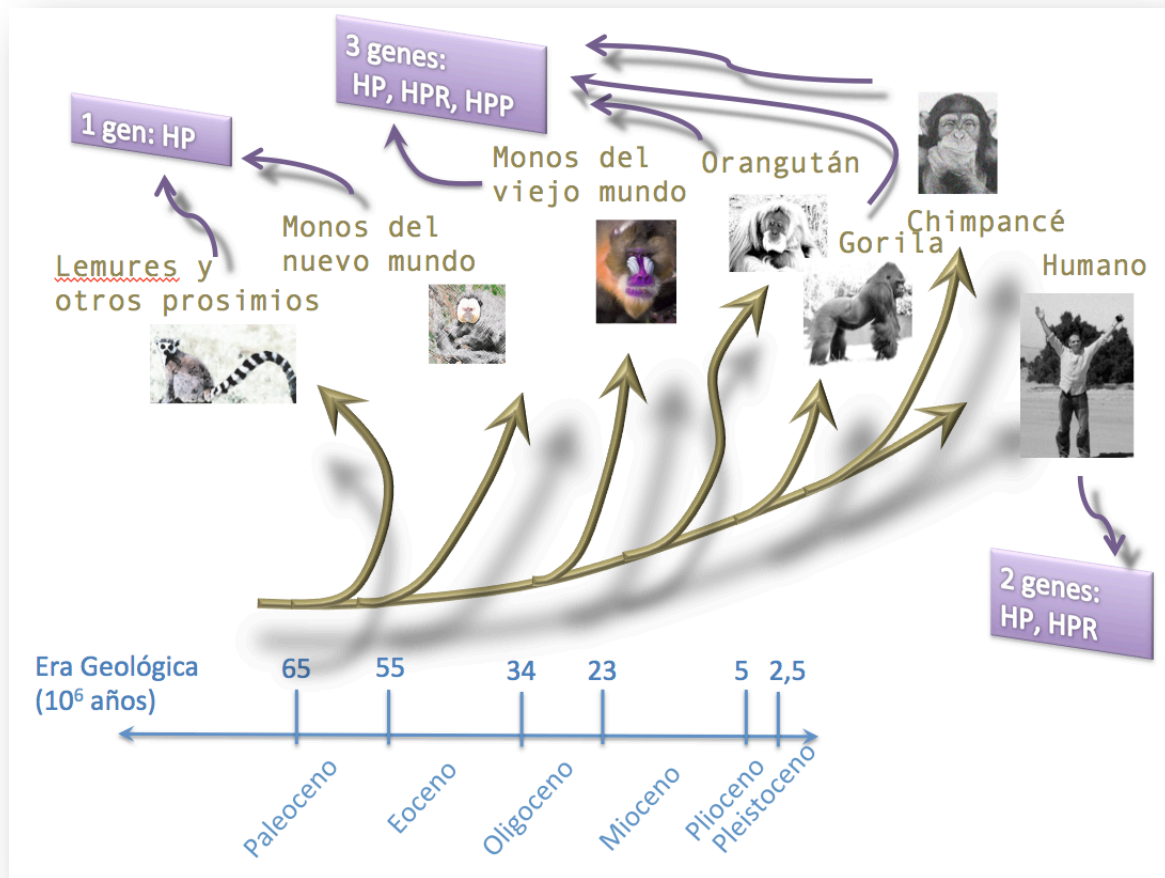 3 genes:
HP, HPR, HPP
1 gen: HP
Monos del
viejo mundo
Orangután
Chimpancé
Gorila
Monos del
nuevo mundo
Lemures y
otros prosimios
Humano
2 genes:
HP, HPR
Era Geológica
(10⁶ años)
65
55
34
23
5
2,5
Paleoceno
Eoceno
Oligoceno
Mioceno
Plioceno
Pleistoceno